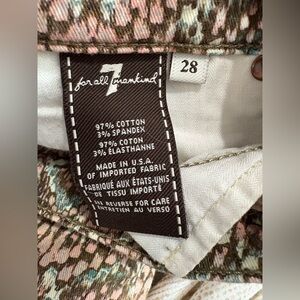 7
for all mankind
28
97% COTTON
3% SPANDEX
97% COTON
3% ÉLASTHANNE
MADE IN U.S.A.
OF IMPORTED FABRIC
FABRIQUÉ AUX ÉTATS-UNIS
DE TISSU IMPORTÉ
REVERSE FOR CARE
ENTRETIEN AU VERSO